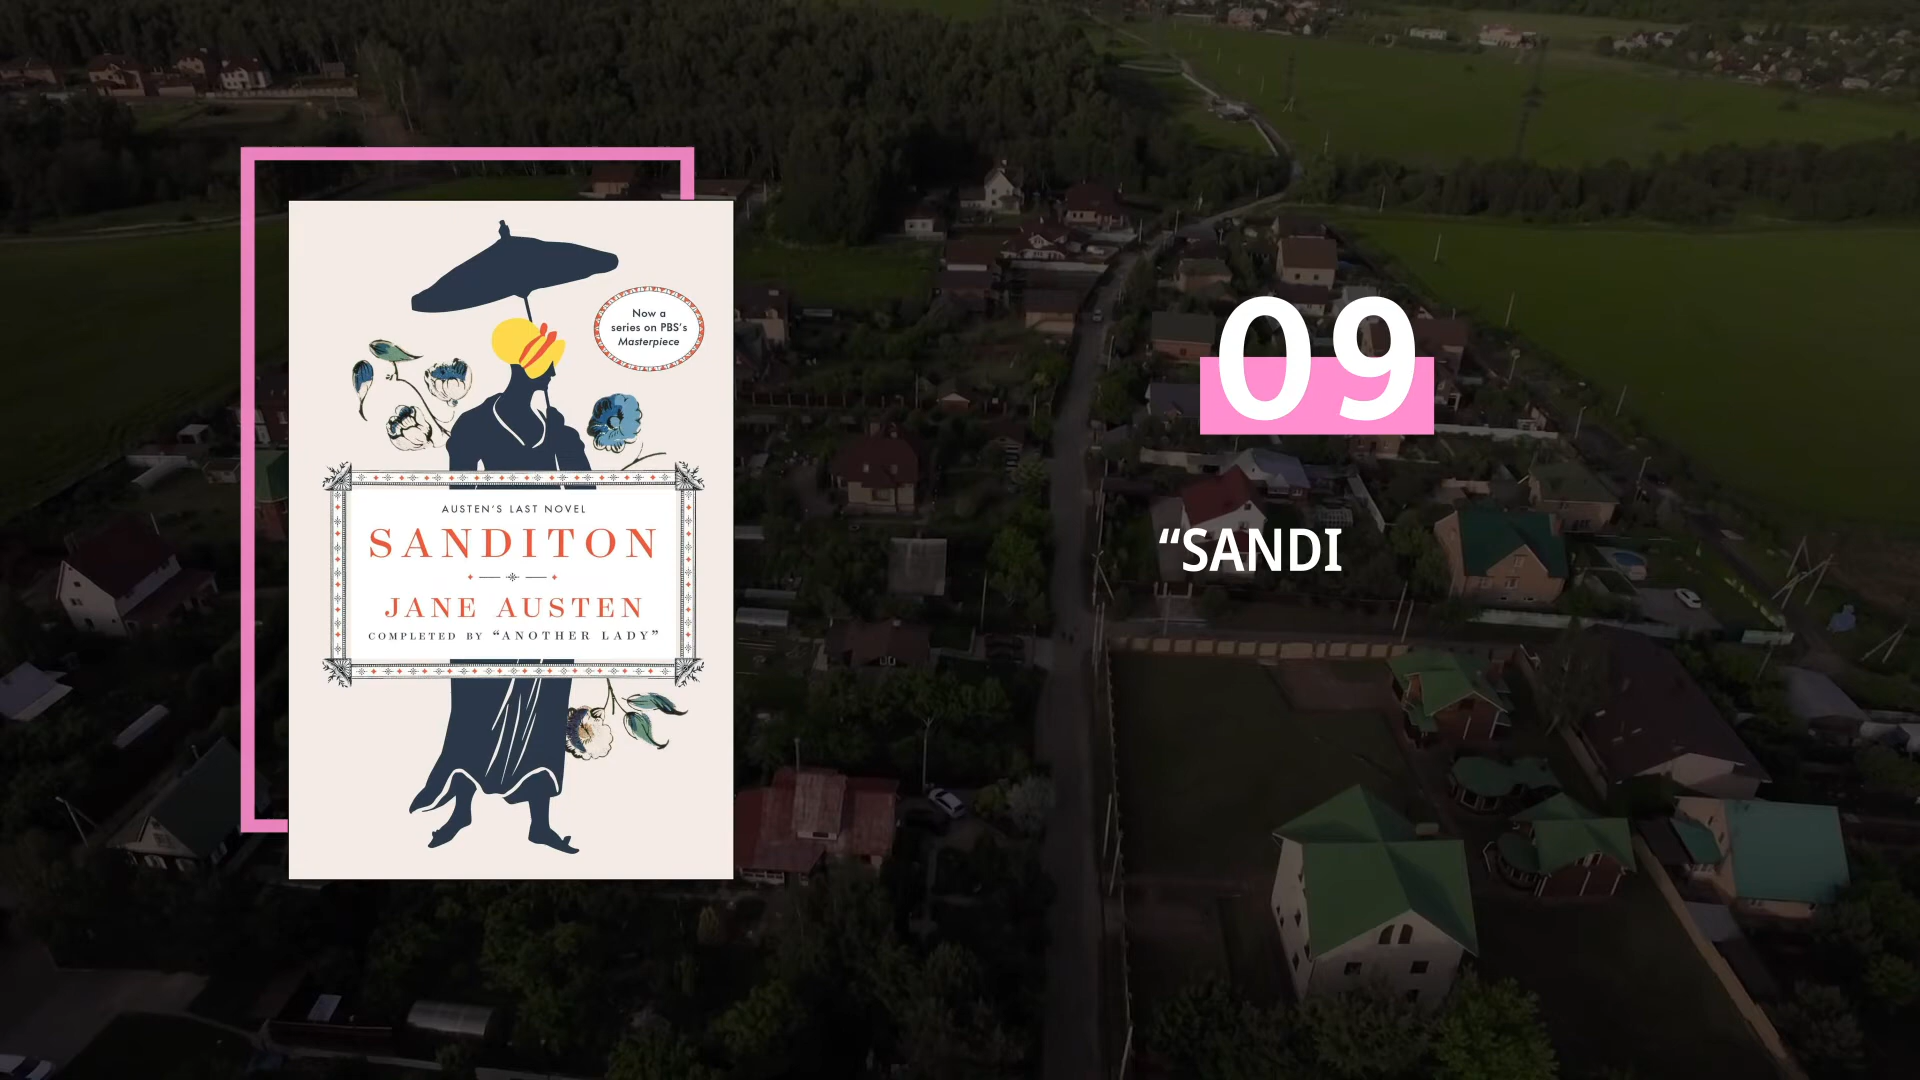 Now a
series on PBS's
Masterpiece
AUSTEN'S LAST NOVEL
SANDITON
JANE AUSTEN
COMPLETED BY “ANOTHER LADY”
09
“SANDI